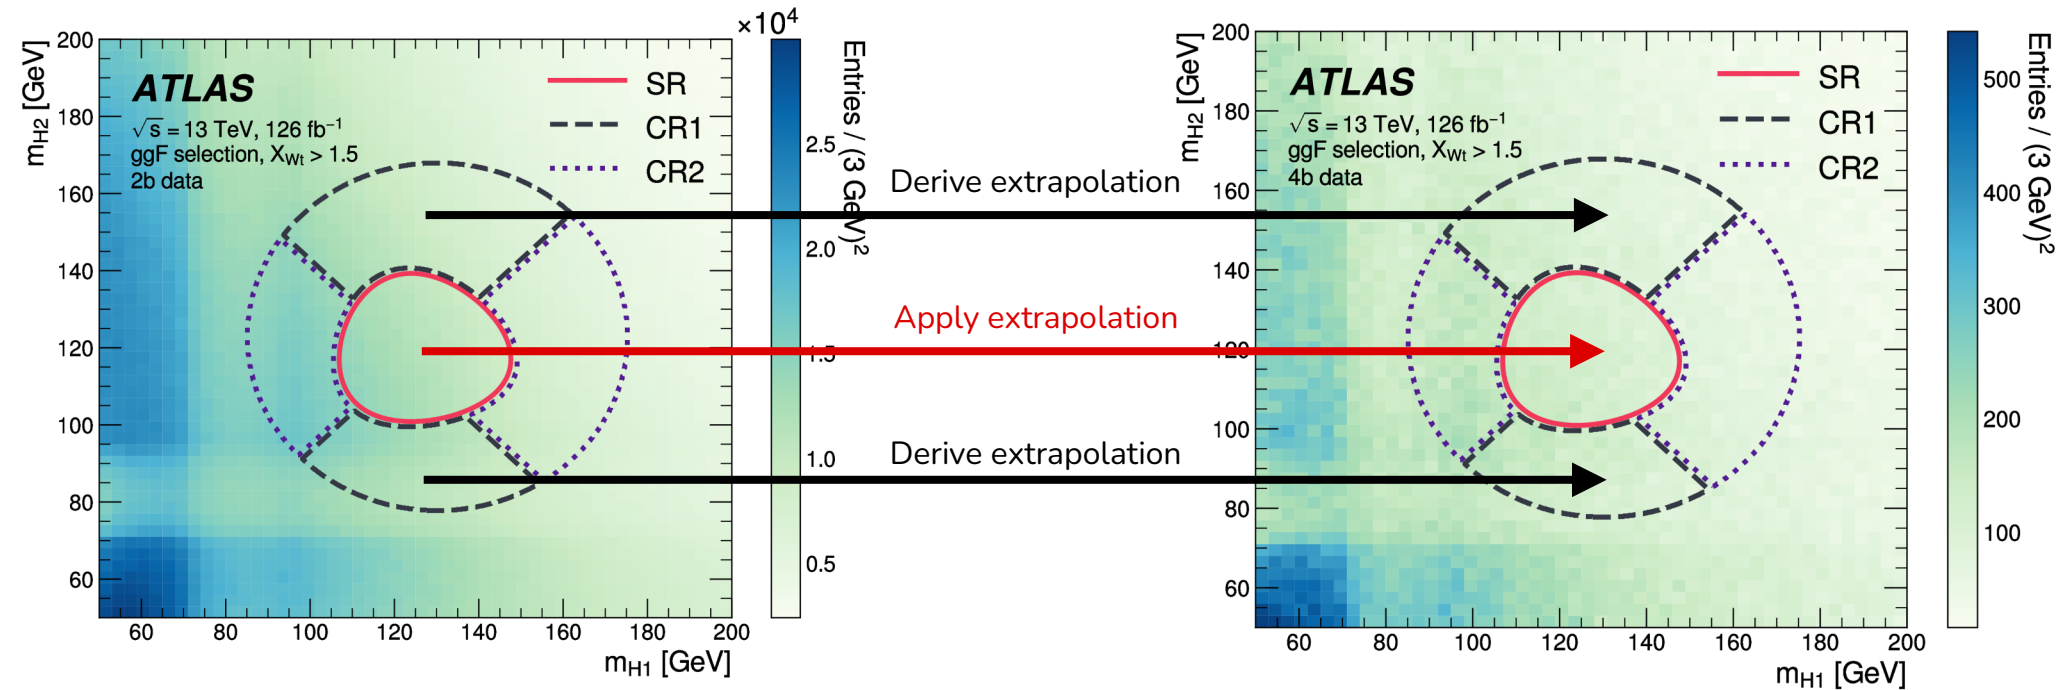 ×10⁴
200
180
160
140
120
100
80
60
m_H2 [GeV]
ATLAS
√s = 13 TeV, 126 fb⁻¹
ggF selection, X_Wt > 1.5
2b data
SR
CR1
CR2
60 80 100 120 140 160 180 200
m_H1 [GeV]
2.5
2.0
1.5
1.0
0.5
Entries / (3 GeV)²
Derive extrapolation
Apply extrapolation
Derive extrapolation
200
180
160
140
120
100
80
60
m_H2 [GeV]
ATLAS
√s = 13 TeV, 126 fb⁻¹
ggF selection, X_Wt > 1.5
4b data
SR
CR1
CR2
60 80 100 120 140 160 180 200
m_H1 [GeV]
500
400
300
200
100
Entries / (3 GeV)²